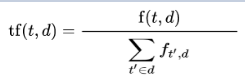 tf(t, d) = f(t, d) / ∑_{t'∈d} f_{t',d}